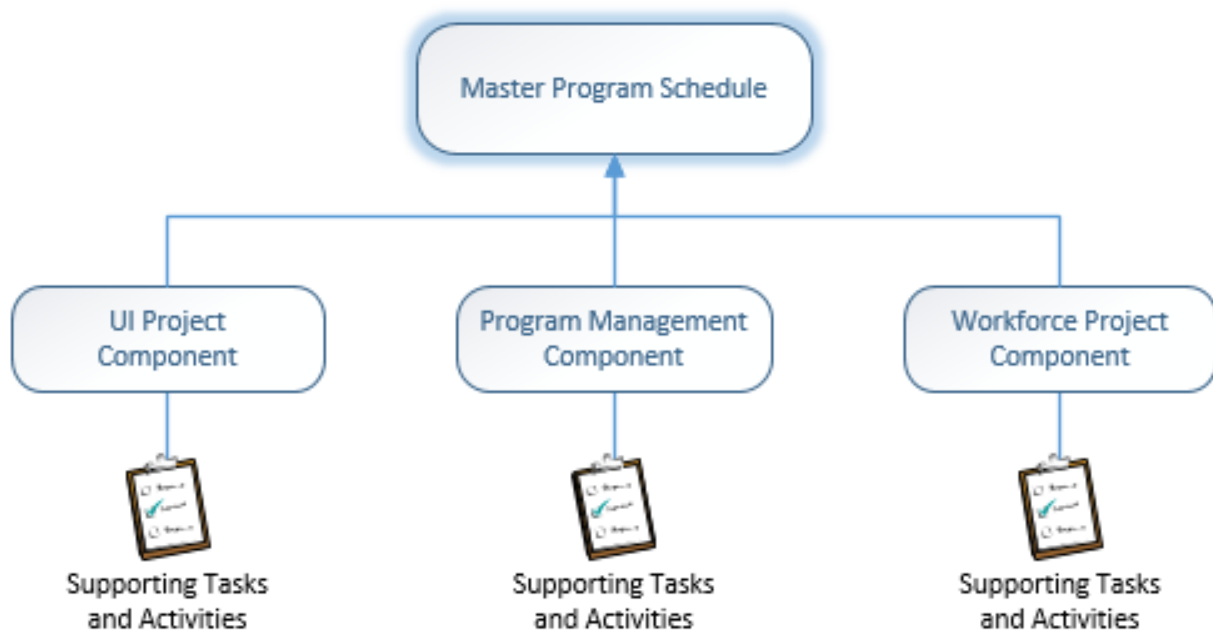 Master Program Schedule
UI Project
Component
Program Management
Component
Workforce Project
Component
Supporting Tasks
and Activities
Supporting Tasks
and Activities
Supporting Tasks
and Activities